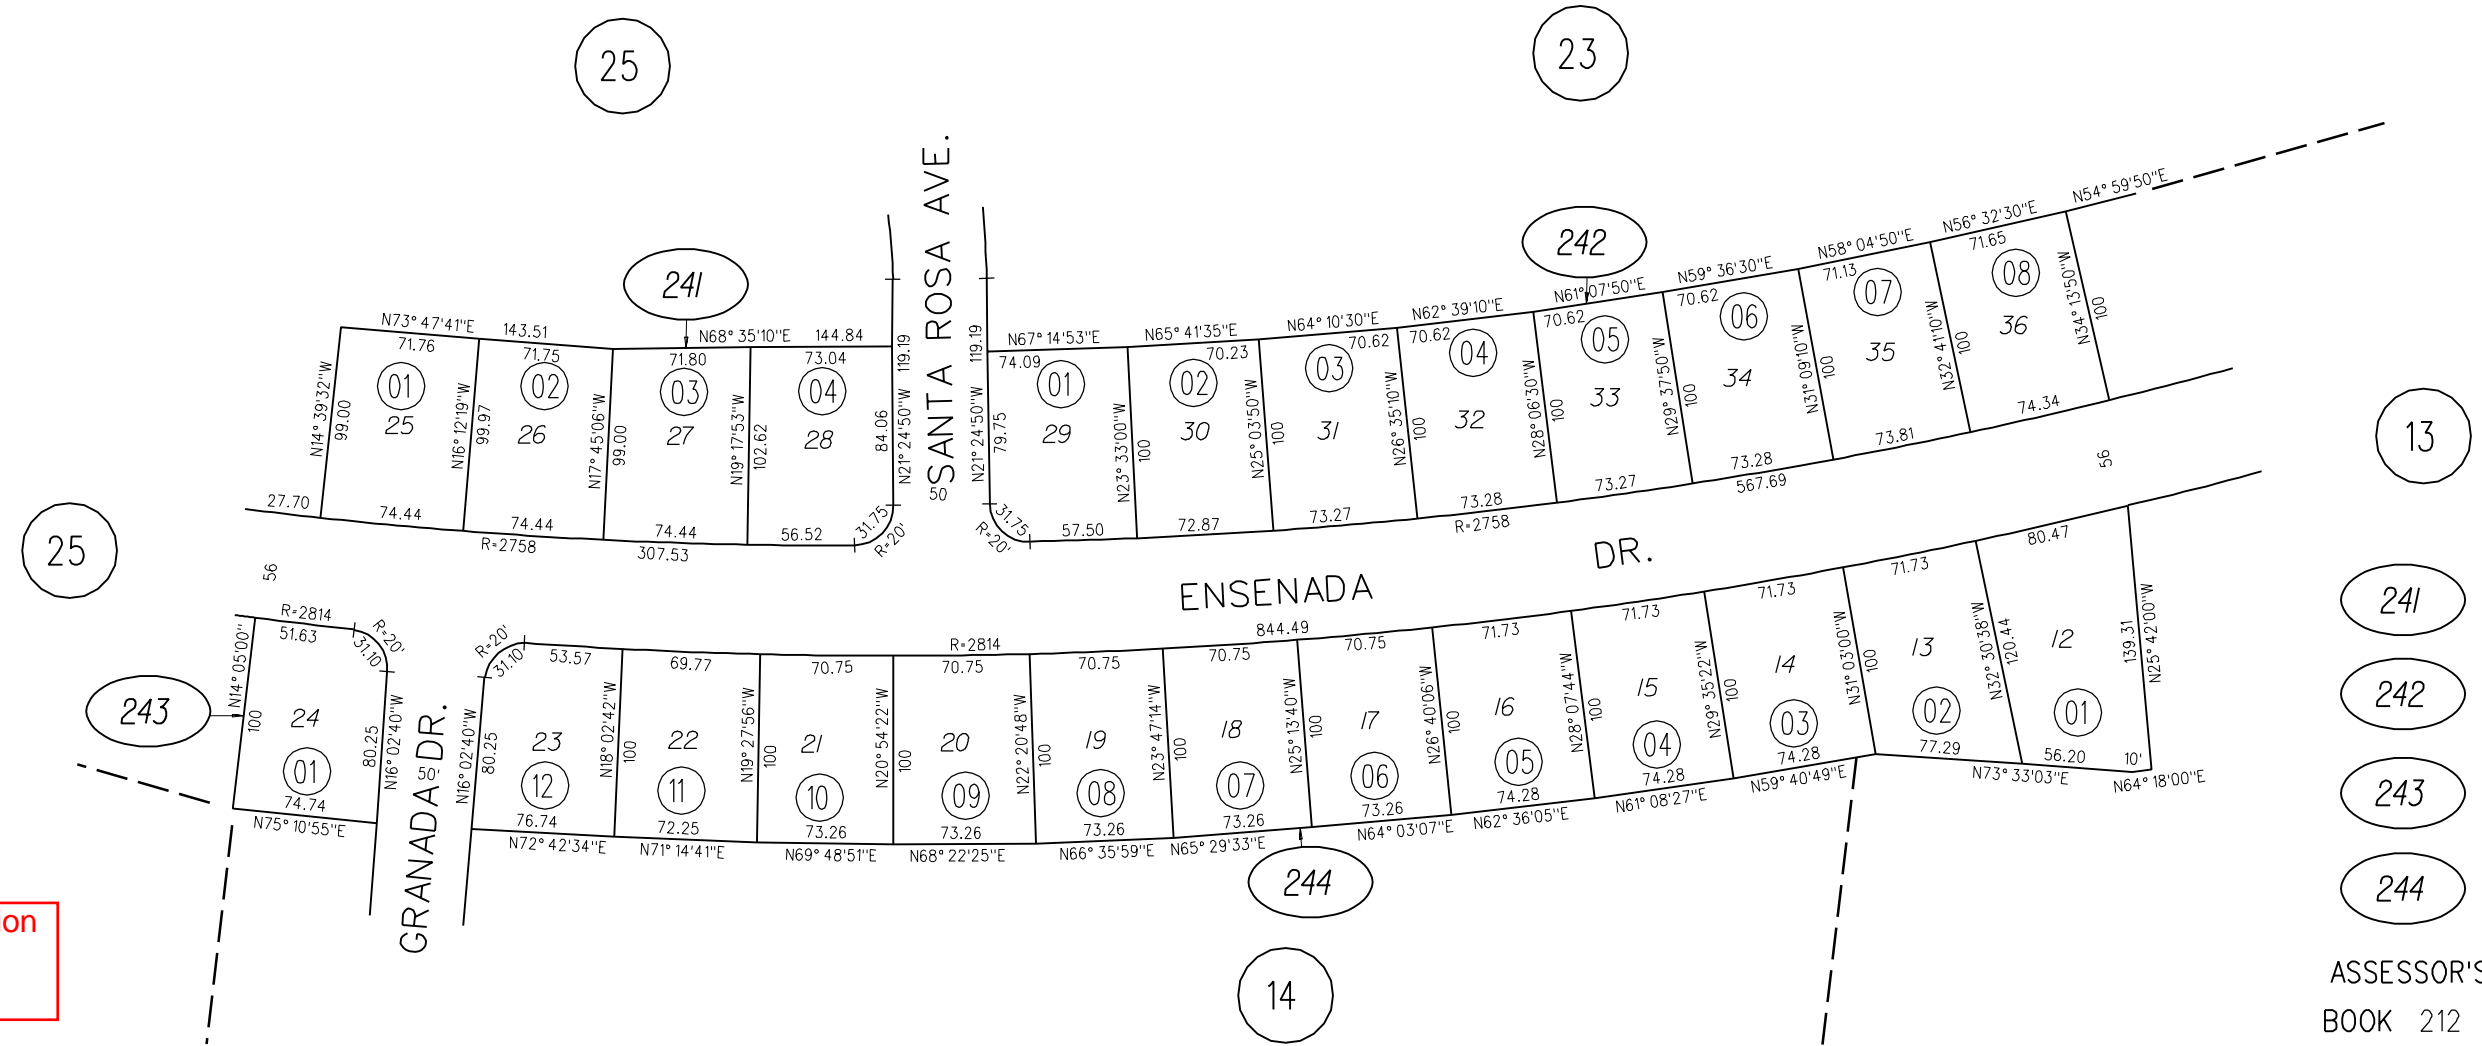 25
23
SANTA ROSA AVE.
50
241
242
N73° 47'41"E
143.51
N68° 35'10"E
144.84
71.76
71.75
71.80
73.04
N67° 14'53"E
N65° 41'35"E
N64° 10'30"E
N62° 39'10"E
N61° 07'50"E
N59° 36'30"E
N58° 04'50"E
N56° 32'30"E
N54° 59'50"E
74.09
70.23
70.62
70.62
70.62
70.62
71.13
71.65
01
02
03
04
01
02
03
04
05
06
07
08
25
26
27
28
29
30
31
32
33
34
35
36
N14° 39'32"W
99.00
N16° 12'19"W
99.97
N17° 45'06"W
99.00
N19° 17'53"W
102.62
84.06
N21° 24'50"W
119.19
N21° 24'50"W
119.19
79.75
N23° 33'00"W
100
N25° 03'50"W
100
N26° 35'10"W
100
N28° 06'30"W
100
N29° 37'50"W
100
N31° 09'10"W
100
N32° 41'10"W
100
N34° 13'50"W
100
27.70
74.44
74.44
74.44
56.52
31.75
R=20'
R=2758
307.53
31.75
R=20'
57.50
72.87
73.27
73.28
73.27
73.28
73.81
74.34
R=2758
567.69
56
13
25
56
ENSENADA DR.
R=2814
51.63
31.10
R=20'
R=20'
31.10
53.57
69.77
70.75
R=2814
70.75
70.75
70.75
844.49
70.75
71.73
71.73
71.73
71.73
80.47
243
N14° 05'00"
100
24
01
74.74
N75° 10'55"E
80.25
N16° 02'40"W
GRANADA DR.
50
N16° 02'40"W
80.25
23
22
21
20
19
18
17
16
15
14
13
12
12
11
10
09
08
07
06
05
04
03
02
01
N18° 02'42"W
100
N19° 27'56"W
100
N20° 54'22"W
100
N22° 20'48"W
100
N23° 47'14"W
100
N25° 13'40"W
100
N26° 40'06"W
100
N28° 07'44"W
100
N29° 35'22"W
100
N31° 03'00"W
100
N32° 30'38"W
120.44
139.31
N25° 42'00"W
76.74
72.25
73.26
73.26
73.26
73.26
73.26
74.28
74.28
74.28
77.29
56.20
10'
N72° 42'34"E
N71° 14'41"E
N69° 48'51"E
N68° 22'25"E
N66° 35'59"E
N65° 29'33"E
N64° 03'07"E
N62° 36'05"E
N61° 08'27"E
N59° 40'49"E
N73° 33'03"E
N64° 18'00"E
244
14
241
242
243
244
ASSESSOR'S
BOOK 212